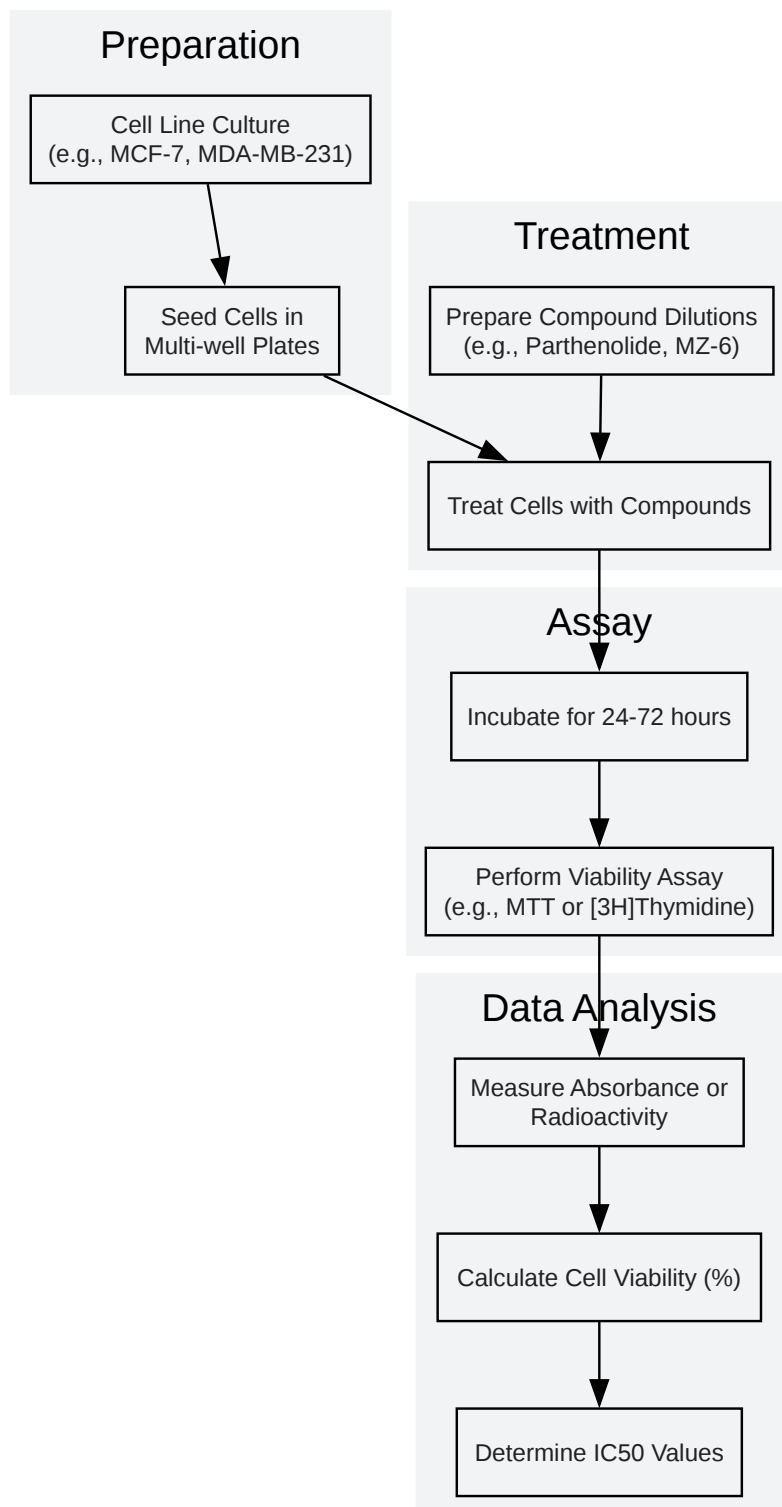 Preparation
Cell Line Culture
(e.g., MCF-7, MDA-MB-231)
Seed Cells in
Multi-well Plates
Treatment
Prepare Compound Dilutions
(e.g., Parthenolide, MZ-6)
Treat Cells with Compounds
Assay
Incubate for 24-72 hours
Perform Viability Assay
(e.g., MTT or [3H]Thymidine)
Data Analysis
Measure Absorbance or
Radioactivity
Calculate Cell Viability (%)
Determine IC50 Values